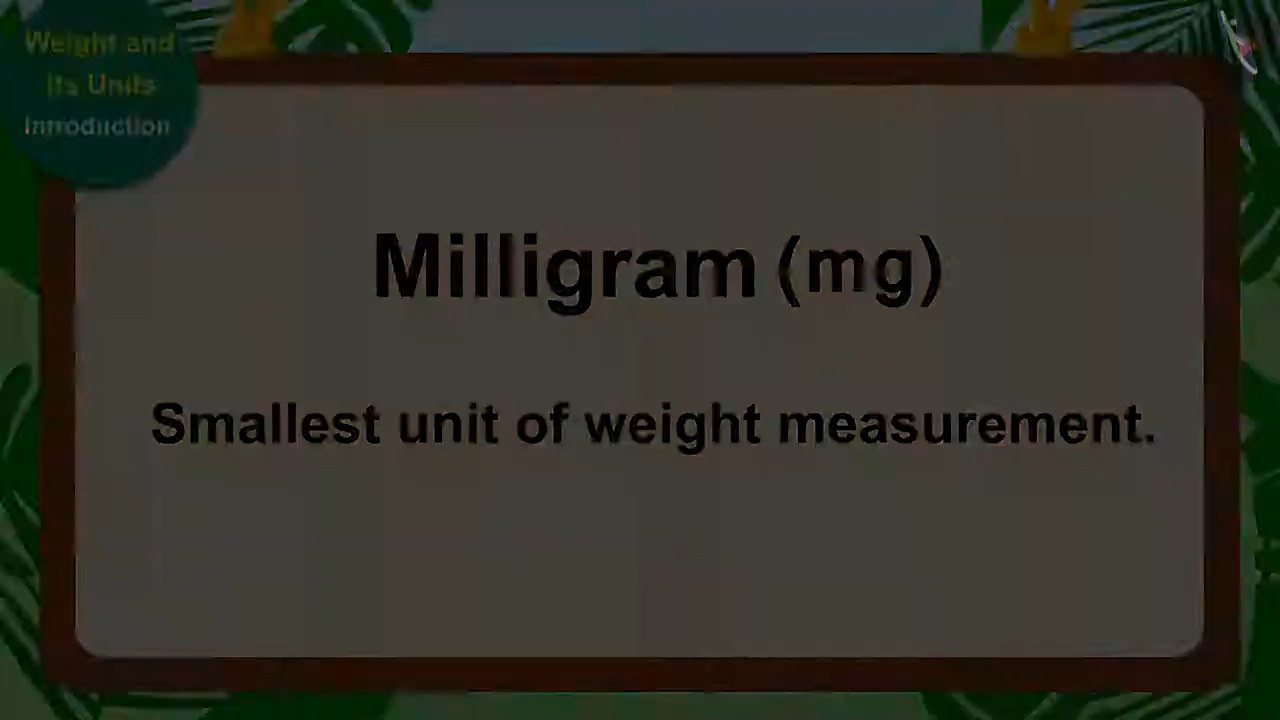 Weight and
its Units
Introduction
Milligram (mg)
Smallest unit of weight measurement.